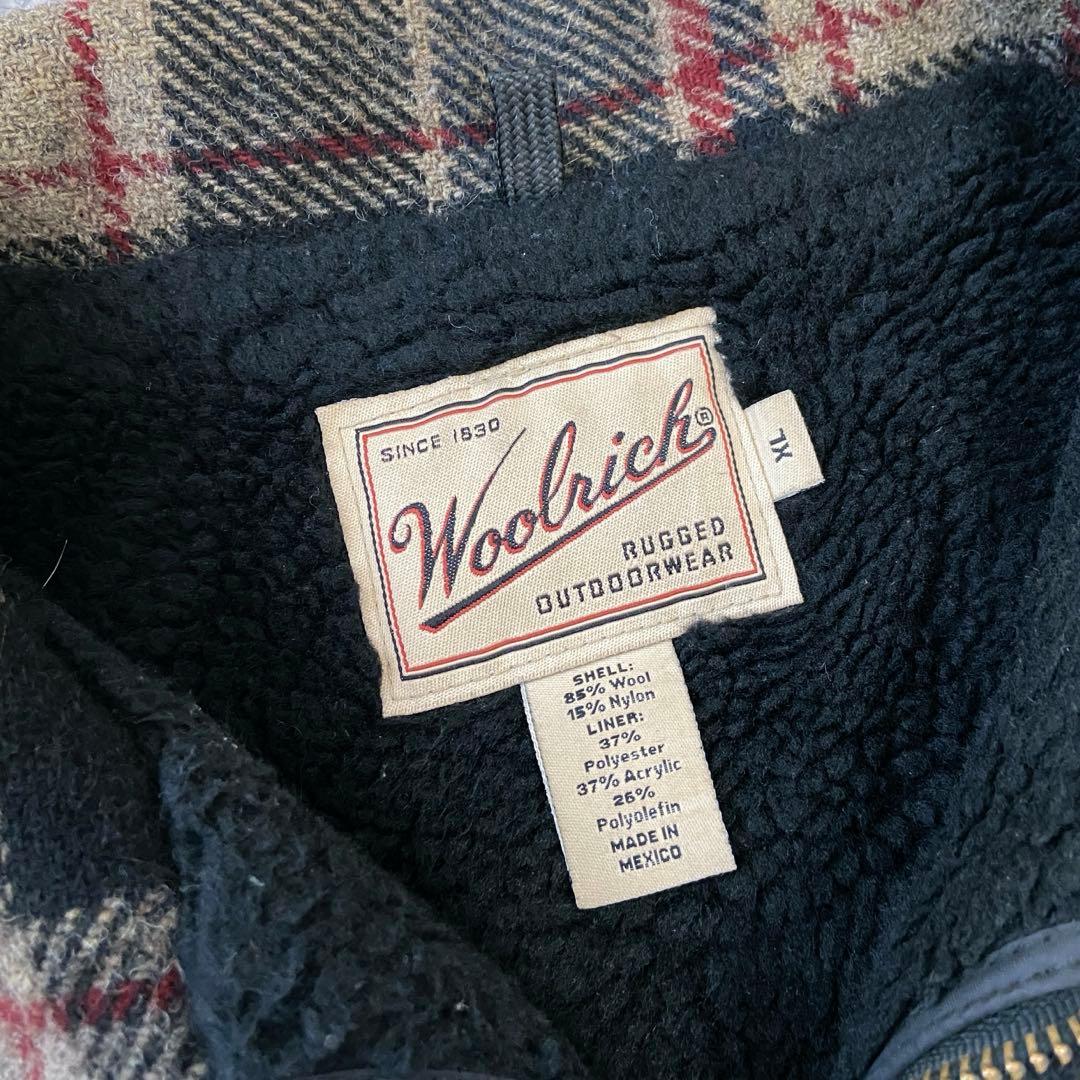 SINCE 1830
Woolrich®
RUGGED
OUTDOORWEAR
XL
SHELL:
85% Wool
15% Nylon
LINER:
37%
Polyester
37% Acrylic
26%
Polyolefin
MADE IN
MEXICO